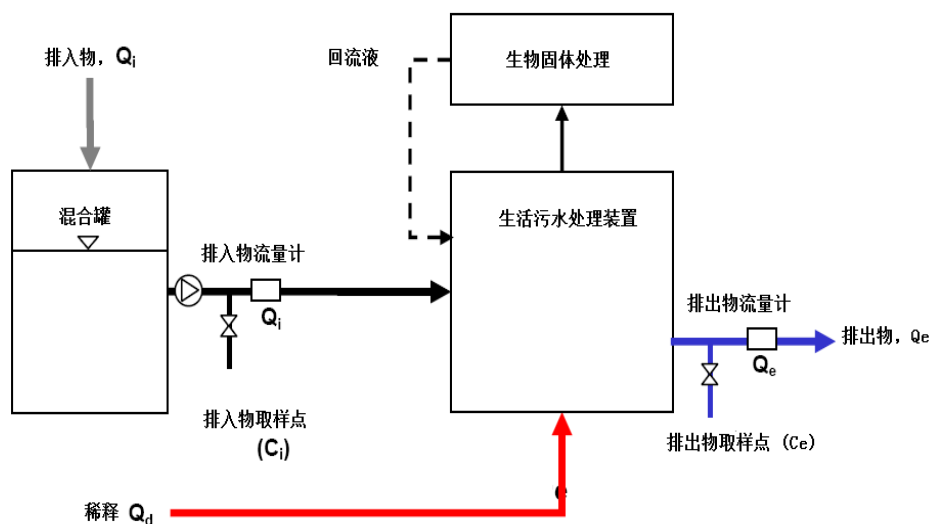 排入物，Qi
回流液
生物固体处理
混合罐
生活污水处理装置
排入物流量计
Qi
排出物流量计
排出物，Qe
Qe
排入物取样点
(Ci)
排出物取样点（Ce）
e
稀释 Qd